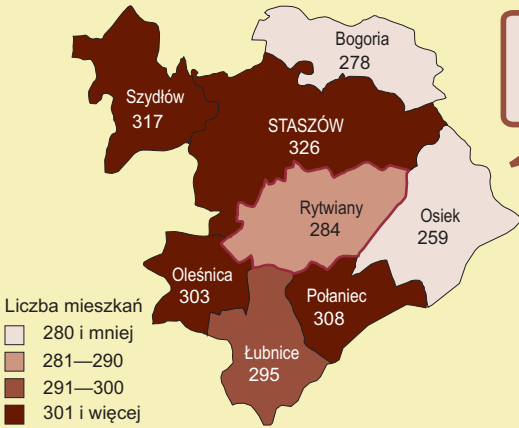 Bogoria
278
Szydłów
317
STASZÓW
326
Rytwiany
284
Osiek
259
Oleśnica
303
Połaniec
308
Łubnice
295
Liczba mieszkań
280 i mniej
281—290
291—300
301 i więcej